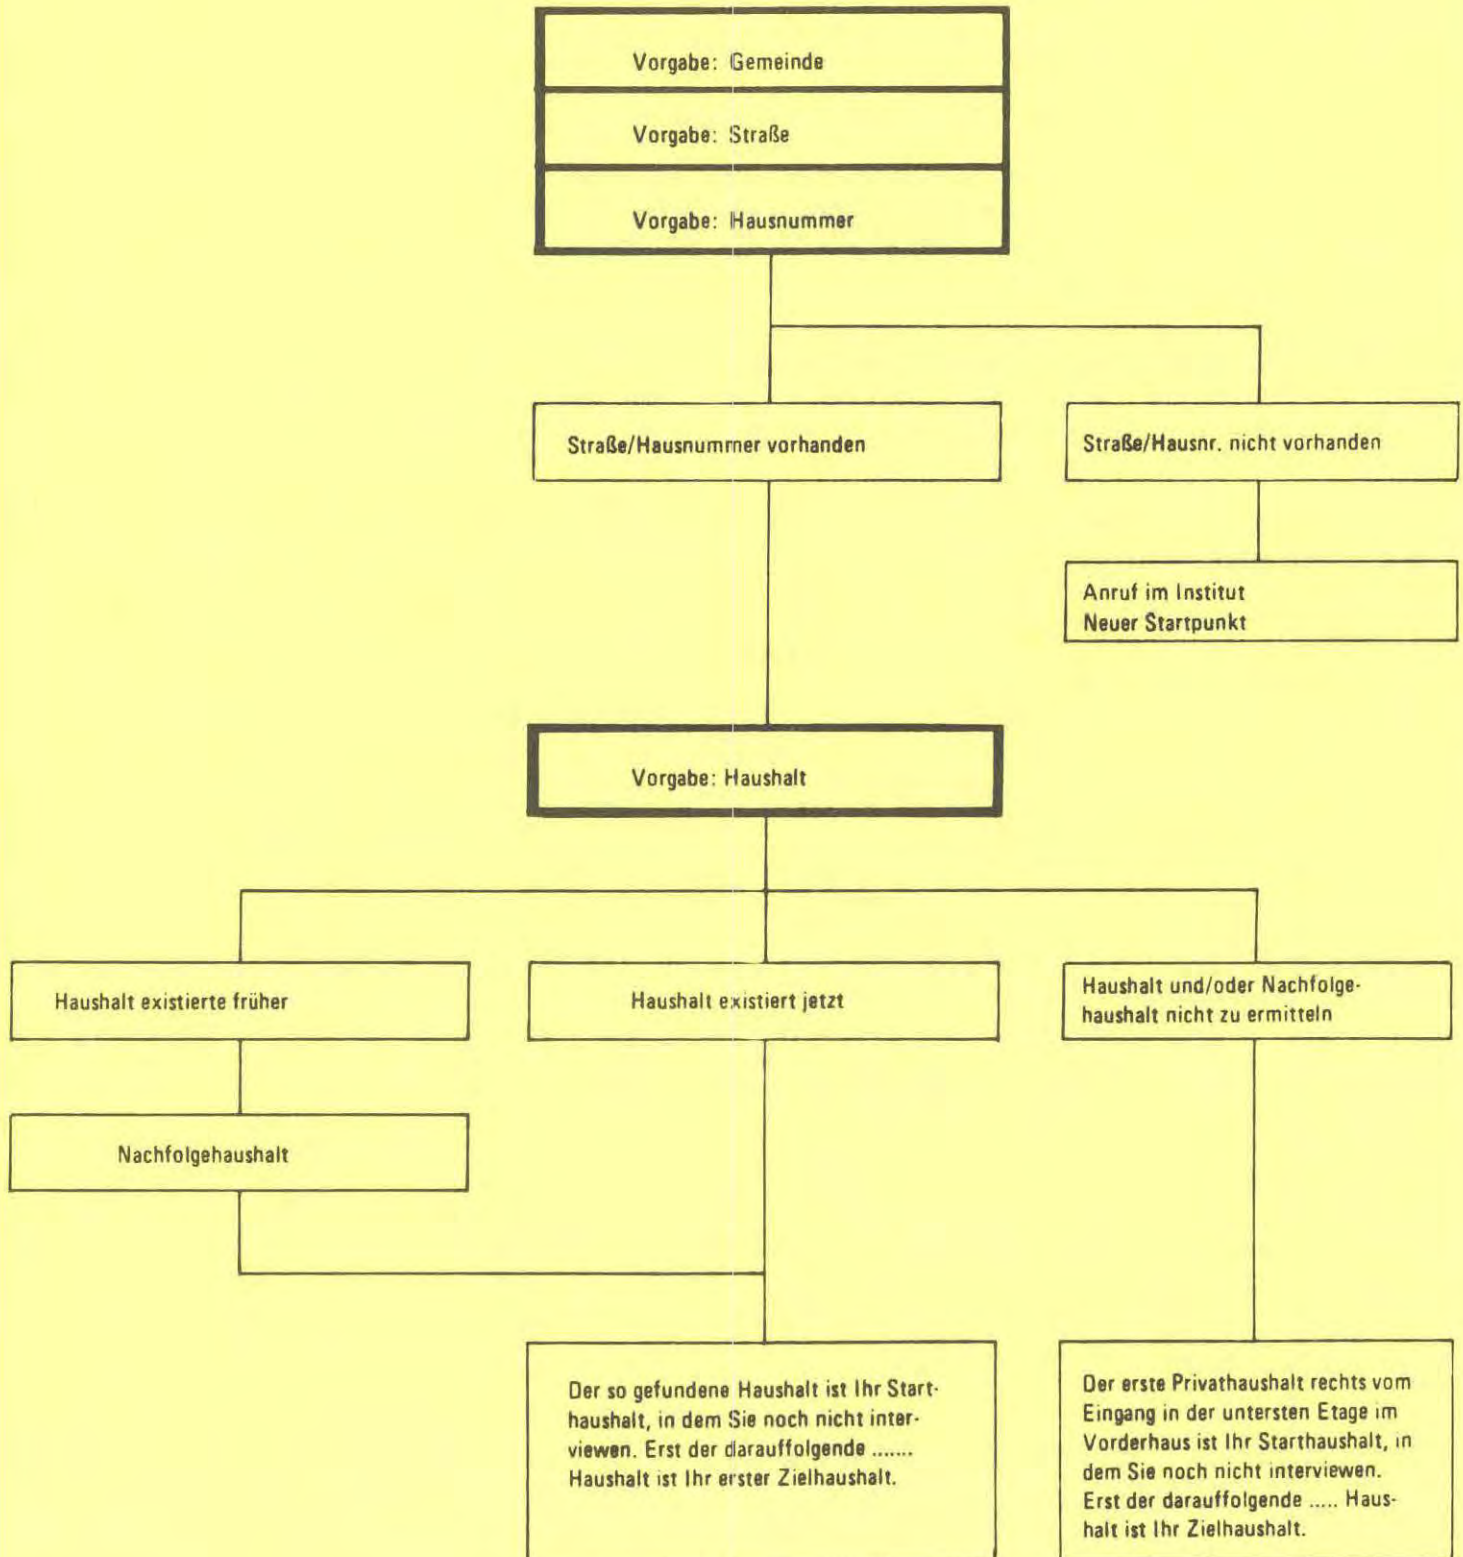 Vorgabe: Gemeinde
Vorgabe: Straße
Vorgabe: Hausnummer
Straße/Hausnummer vorhanden
Straße/Hausnr. nicht vorhanden
Anruf im Institut
Neuer Startpunkt
Vorgabe: Haushalt
Haushalt existierte früher
Haushalt existiert jetzt
Haushalt und/oder Nachfolge-
haushalt nicht zu ermitteln
Nachfolgehaushalt
Der so gefundene Haushalt ist Ihr Start-
haushalt, in dem Sie noch nicht inter-
viewen. Erst der darauffolgende .......
Haushalt ist Ihr erster Zielhaushalt.
Der erste Privathaushalt rechts vom
Eingang in der untersten Etage im
Vorderhaus ist Ihr Starthaushalt, in
dem Sie noch nicht interviewen.
Erst der darauffolgende ..... Haus-
halt ist Ihr Zielhaushalt.